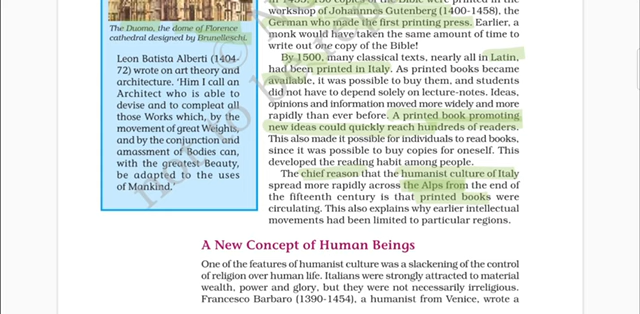 The Duomo, the dome of Florence
cathedral designed by Brunelleschi.
Leon Batista Alberti (1404-
72) wrote on art theory and
architecture. 'Him I call an
Architect who is able to
devise and to compleat all
those Works which, by the
movement of great Weights,
and by the conjunction and
amassment of Bodies can,
with the greatest Beauty,
be adapted to the uses
of Mankind.'
In 1455, 150 copies of the Bible were printed in the
workshop of Johannes Gutenberg (1400-1458), the
German who made the first printing press. Earlier, a
monk would have taken the same amount of time to
write out one copy of the Bible!
By 1500, many classical texts, nearly all in Latin,
had been printed in Italy. As printed books became
available, it was possible to buy them, and students
did not have to depend solely on lecture-notes. Ideas,
opinions and information moved more widely and more
rapidly than ever before. A printed book promoting
new ideas could quickly reach hundreds of readers.
This also made it possible for individuals to read books,
since it was possible to buy copies for oneself. This
developed the reading habit among people.
The chief reason that the humanist culture of Italy
spread more rapidly across the Alps from the end of
the fifteenth century is that printed books were
circulating. This also explains why earlier intellectual
movements had been limited to particular regions.
A New Concept of Human Beings
One of the features of humanist culture was a slackening of the control
of religion over human life. Italians were strongly attracted to material
wealth, power and glory, but they were not necessarily irreligious.
Francesco Barbaro (1390-1454), a humanist from Venice, wrote a